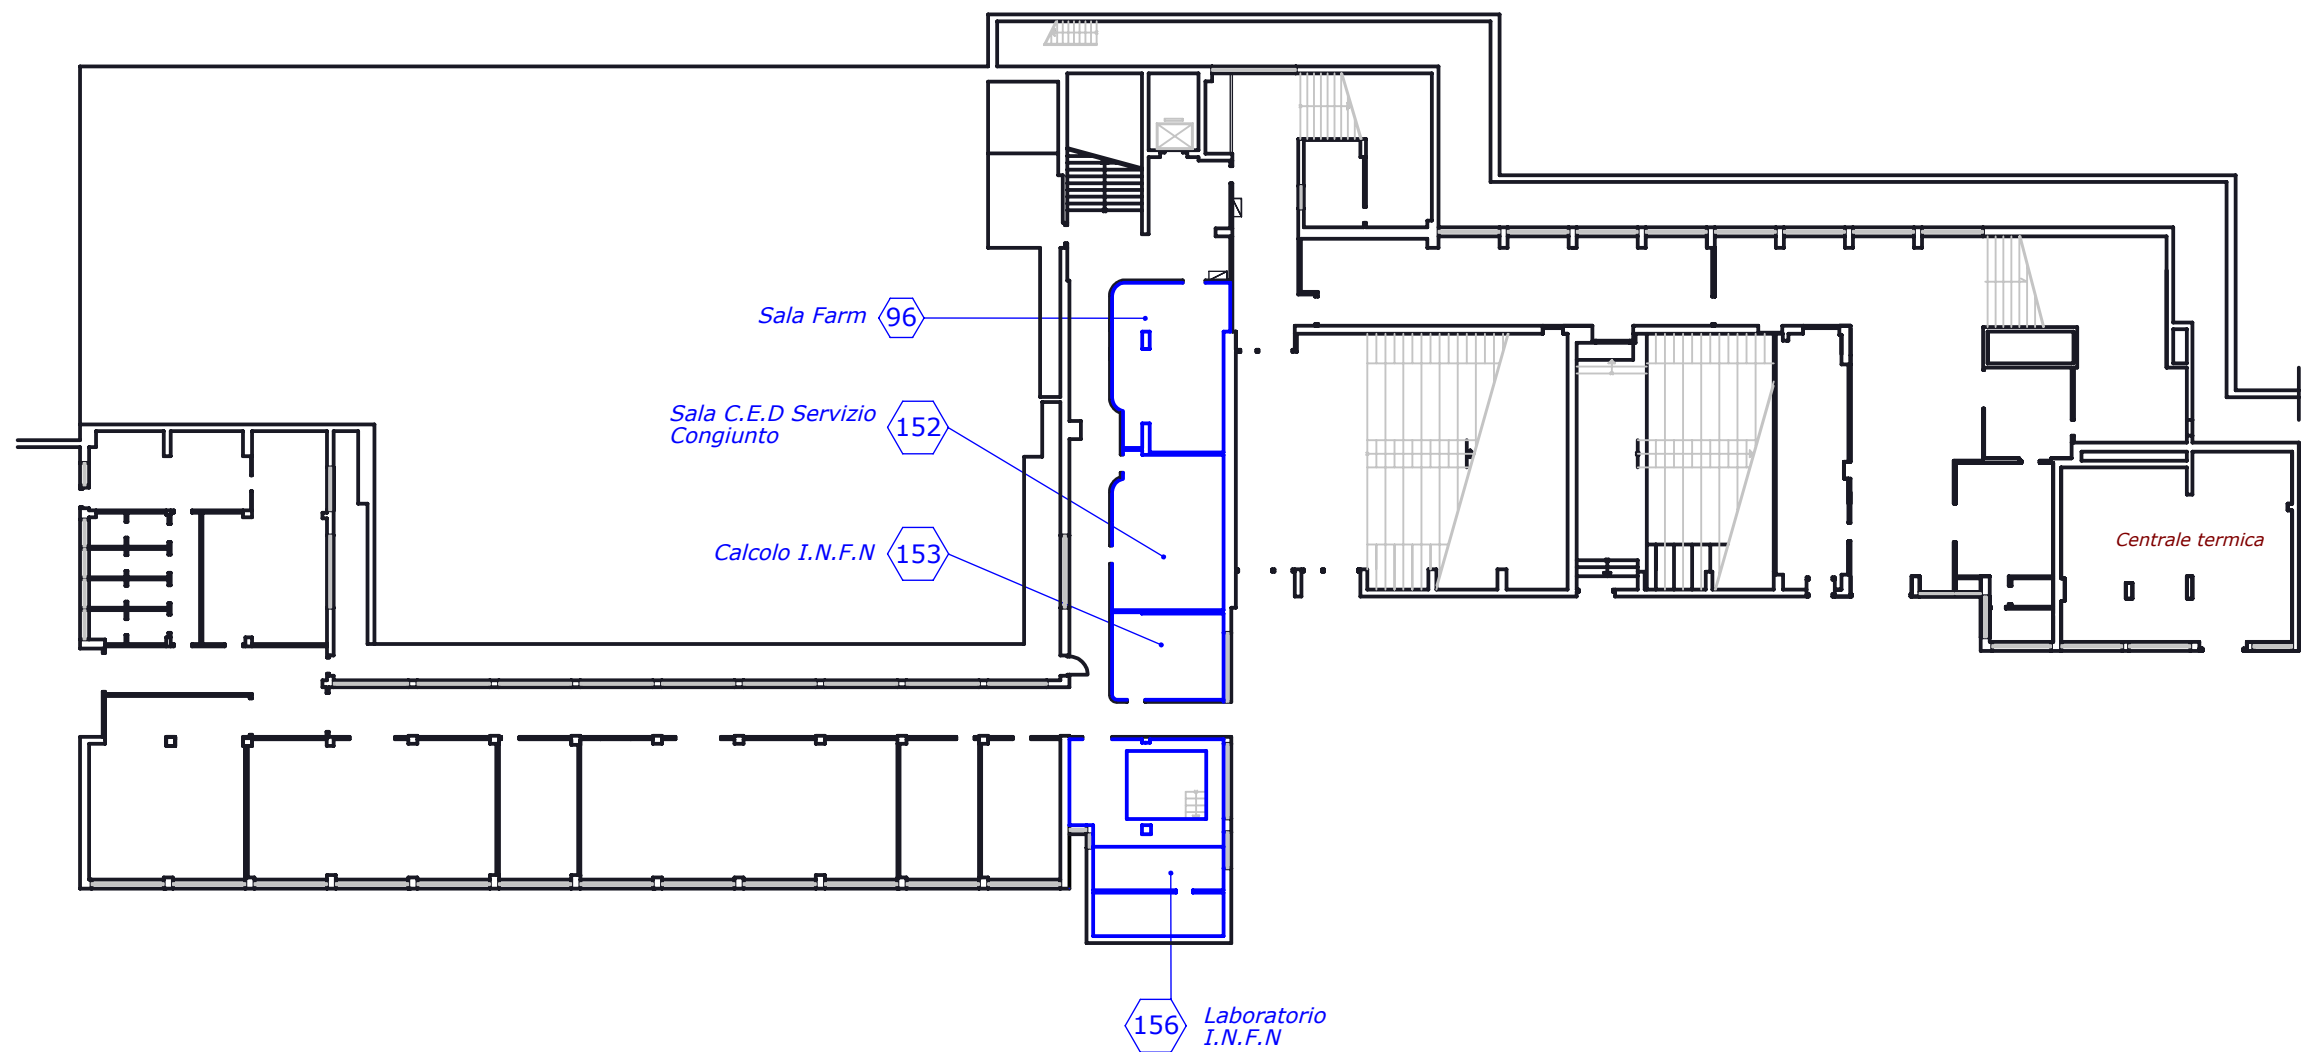 Sala Farm 96
Sala C.E.D Servizio
Congiunto
152
Calcolo I.N.F.N 153
Centrale termica
156
Laboratorio
I.N.F.N